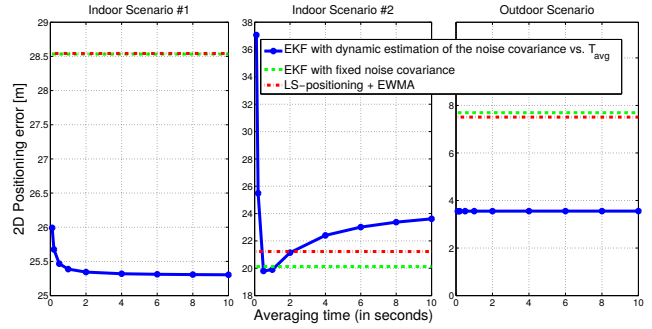 Indoor Scenario #1
Indoor Scenario #2
Outdoor Scenario
2D Positioning error [m]
29
28.5
28
27.5
27
26.5
26
25.5
25
0 2 4 6 8 10
38
36
34
32
30
28
26
24
22
20
18
0 2 4 6 8 10
8
6
4
2
0
0 2 4 6 8 10
EKF with dynamic estimation of the noise covariance vs. T_avg
EKF with fixed noise covariance
LS-positioning + EWMA
Averaging time (in seconds)